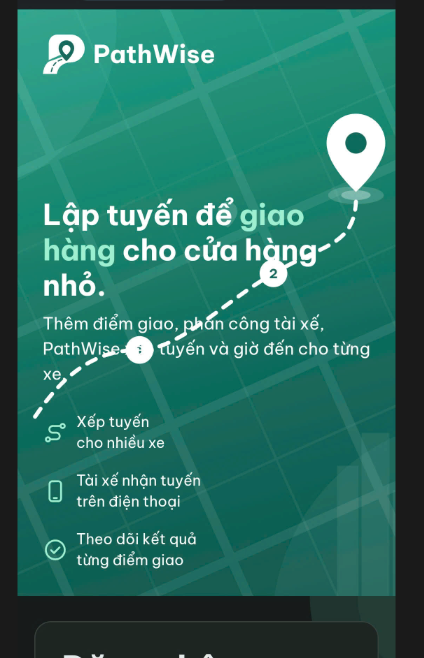 PathWise
Lập tuyến để giao
hàng cho cửa hàng
nhỏ.
2
Thêm điểm giao, phân công tài xế,
PathWise tuyến và giờ đến cho từng
1
xe.
Xếp tuyến
cho nhiều xe
Tài xế nhận tuyến
trên điện thoại
Theo dõi kết quả
từng điểm giao